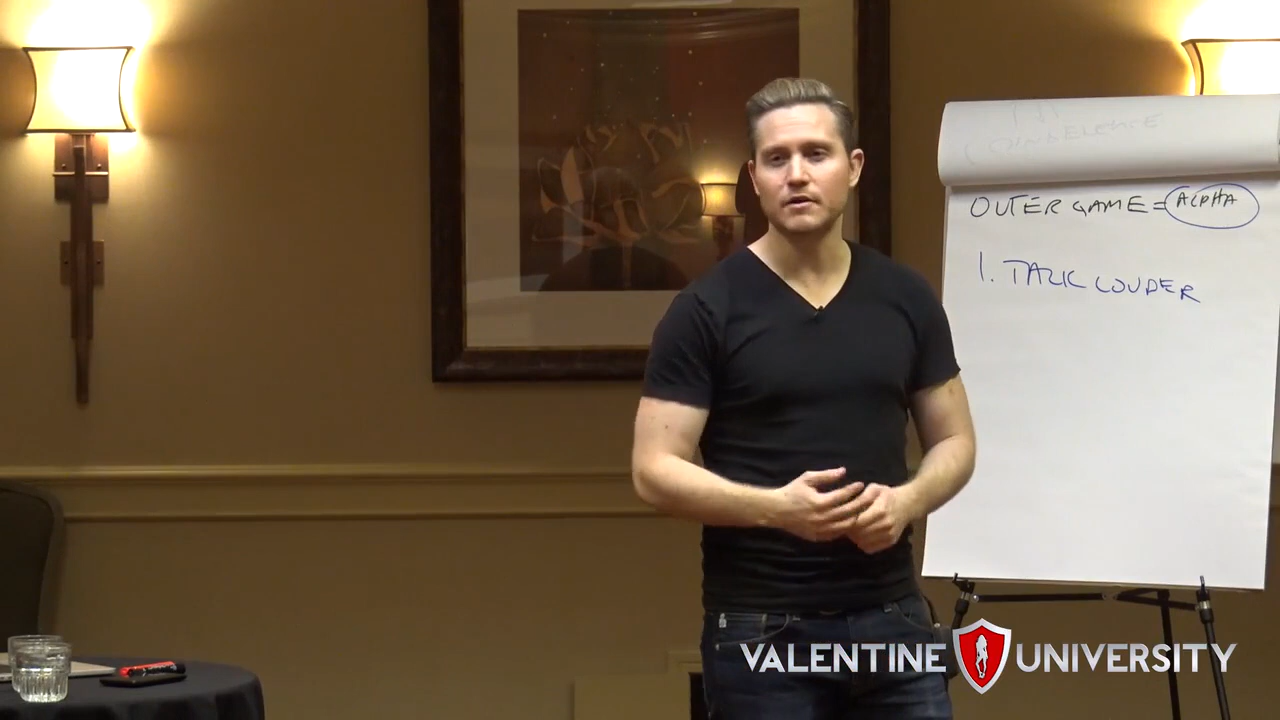 OUTER GAME = ALPHA
1. TALK LOUDER
VALENTINE UNIVERSITY